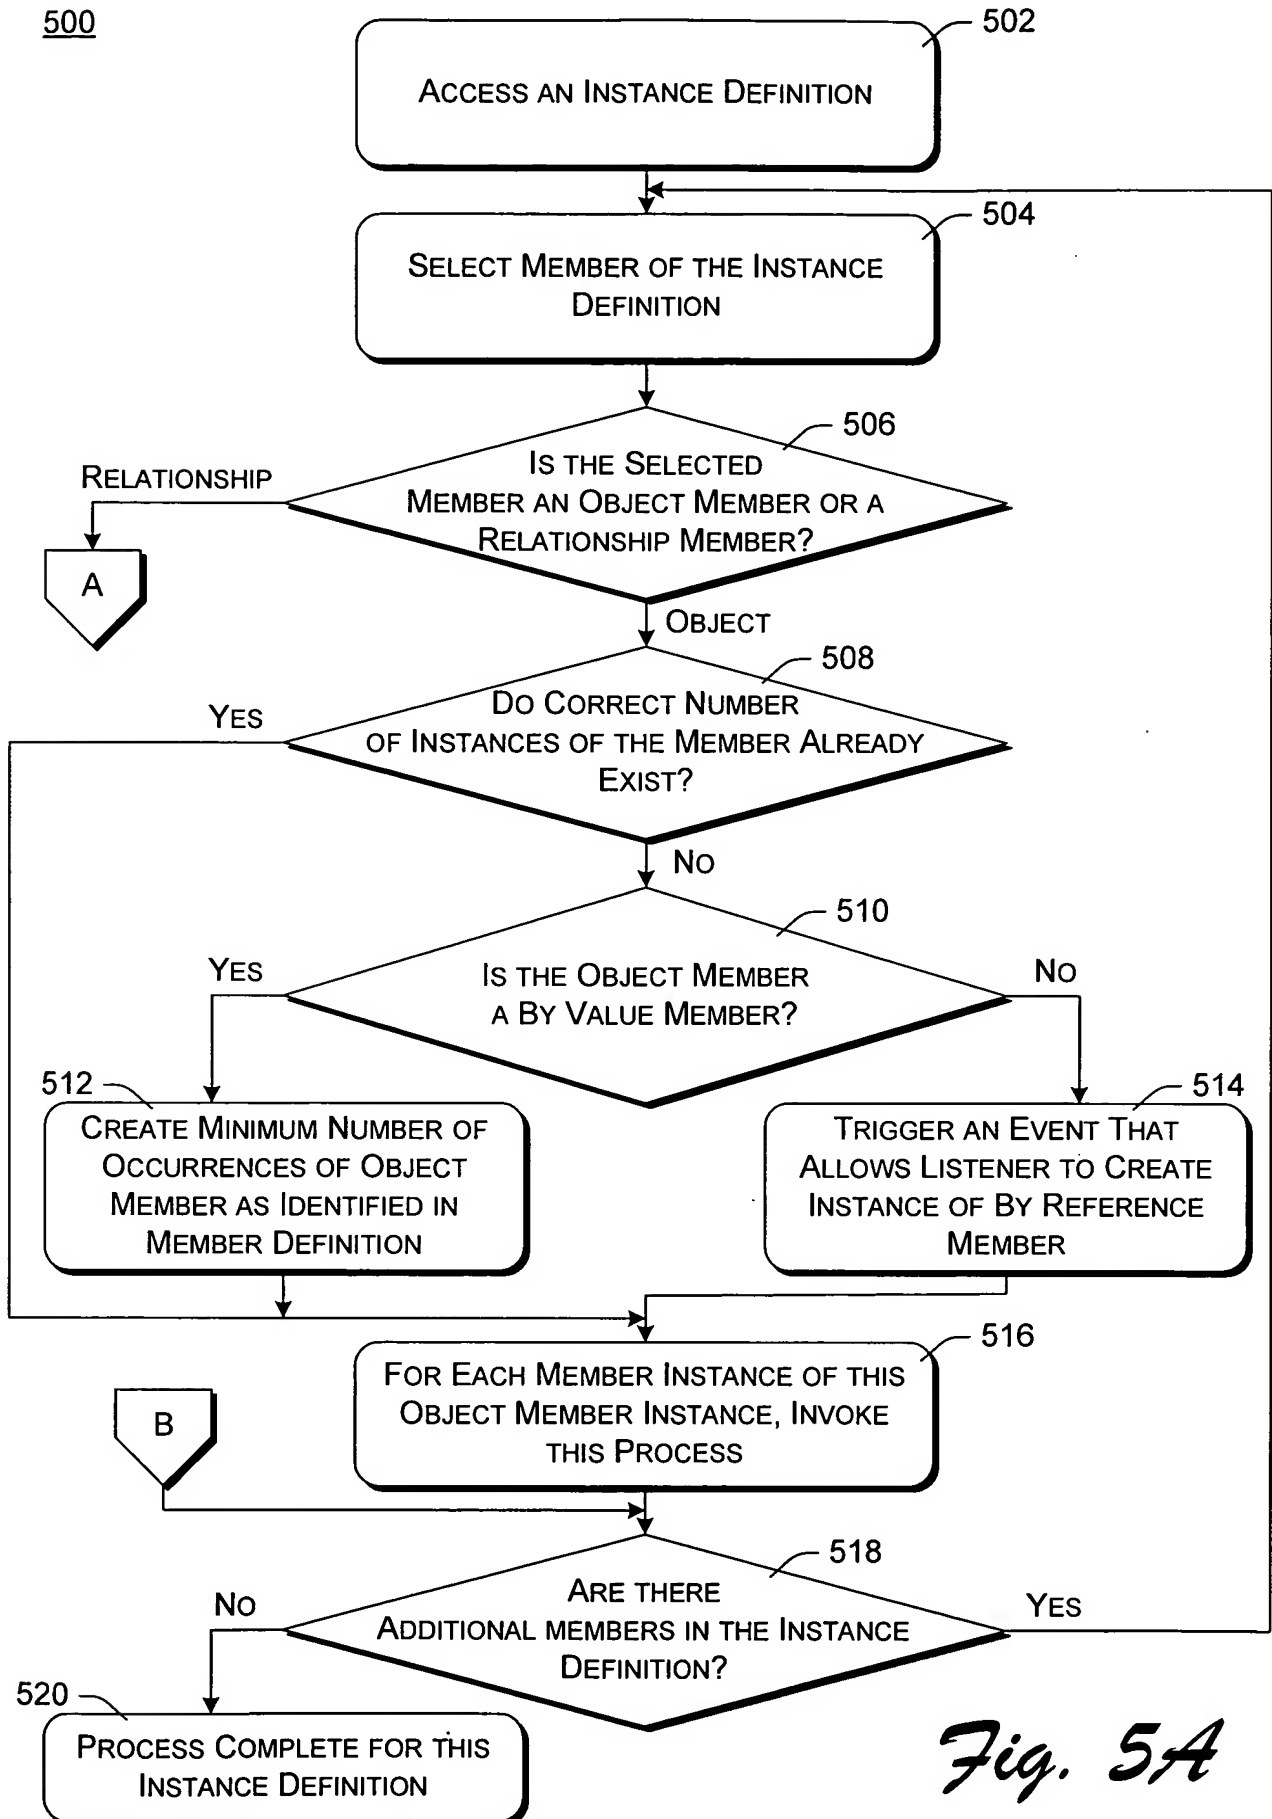 500
502
ACCESS AN INSTANCE DEFINITION
504
SELECT MEMBER OF THE INSTANCE
DEFINITION
506
RELATIONSHIP
IS THE SELECTED
MEMBER AN OBJECT MEMBER OR A
RELATIONSHIP MEMBER?
A
OBJECT
508
YES
DO CORRECT NUMBER
OF INSTANCES OF THE MEMBER ALREADY
EXIST?
NO
510
YES
IS THE OBJECT MEMBER
A BY VALUE MEMBER?
NO
512
CREATE MINIMUM NUMBER OF
OCCURRENCES OF OBJECT
MEMBER AS IDENTIFIED IN
MEMBER DEFINITION
514
TRIGGER AN EVENT THAT
ALLOWS LISTENER TO CREATE
INSTANCE OF BY REFERENCE
MEMBER
516
FOR EACH MEMBER INSTANCE OF THIS
OBJECT MEMBER INSTANCE, INVOKE
THIS PROCESS
B
518
NO
ARE THERE
ADDITIONAL MEMBERS IN THE INSTANCE
DEFINITION?
YES
520
PROCESS COMPLETE FOR THIS
INSTANCE DEFINITION
Fig. 5A